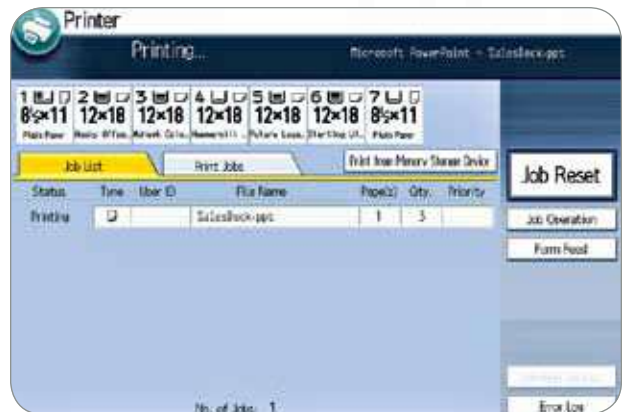 Printer
Printing...
Microsoft PowerPoint - SalesDeck.ppt
1 2 3 4 5 6 7
8½×11 12×18 12×18 12×18 12×18 12×18 8½×11
Plain Paper Plain Paper
Job List Print Jobs Print from Memory Storage Device
Job Reset
Status Time User ID File Name Page(s) Qty. Priority
Printing SalesDeck.ppt 1 3
Job Operation
Form Feed
No. of Jobs: 1
Error Log